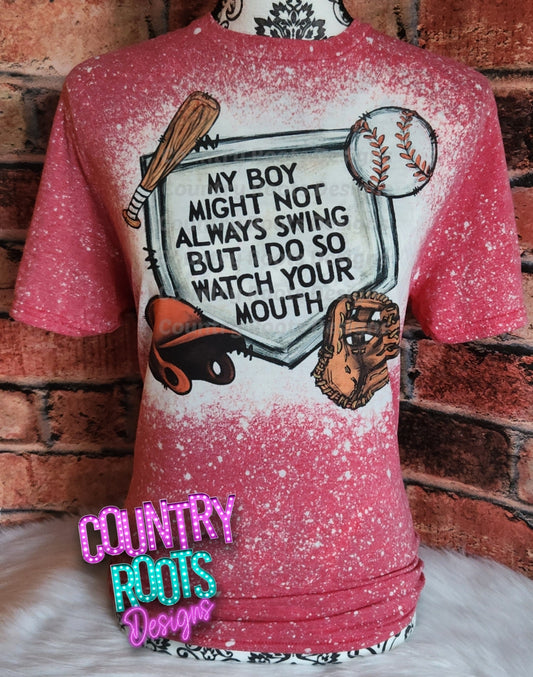 MY BOY
MIGHT NOT
ALWAYS SWING
BUT I DO SO
WATCH YOUR
MOUTH
COUNTRY
ROOTS
Designs